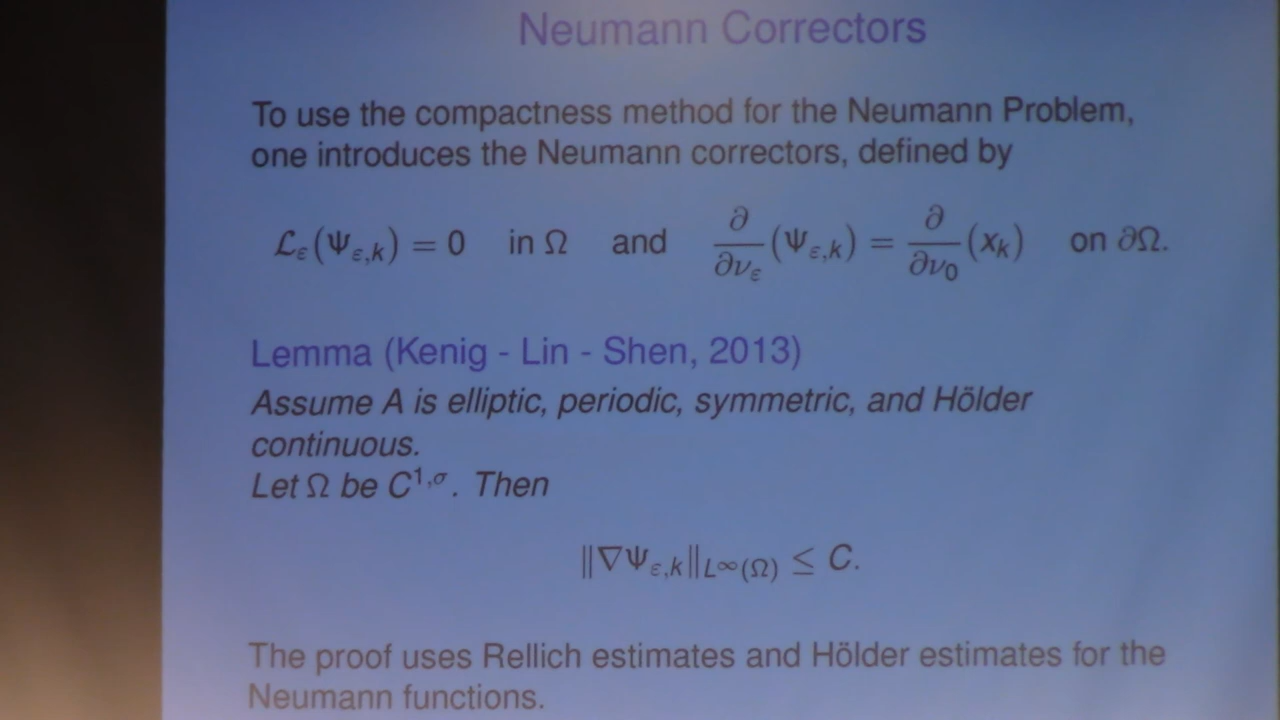 Neumann Correctors
To use the compactness method for the Neumann Problem,
one introduces the Neumann correctors, defined by
ℒ_ε(Ψ_{ε,k}) = 0 in Ω and ∂/∂ν_ε (Ψ_{ε,k}) = ∂/∂ν_0 (x_k) on ∂Ω.
Lemma (Kenig - Lin - Shen, 2013)
Assume A is elliptic, periodic, symmetric, and Hölder
continuous.
Let Ω be C^{1,σ}. Then
‖∇Ψ_{ε,k}‖_{L^∞(Ω)} ≤ C.
The proof uses Rellich estimates and Hölder estimates for the
Neumann functions.